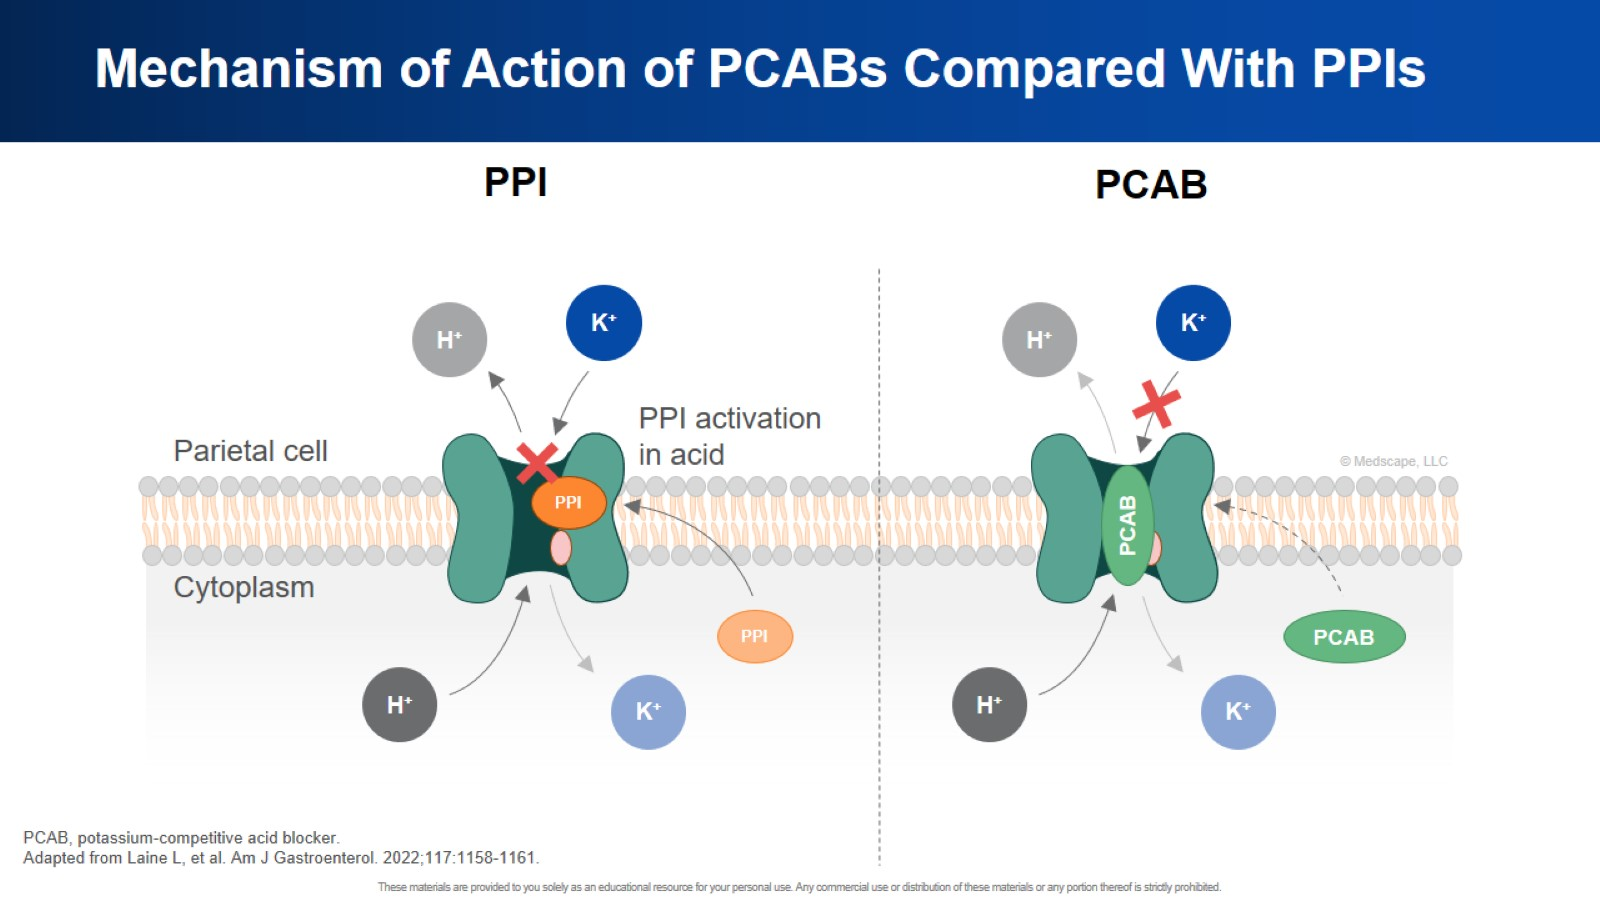 Mechanism of Action of PCABs Compared With PPIs
PPI
PCAB
H⁺
K⁺
H⁺
K⁺
PPI activation
in acid
Parietal cell
© Medscape, LLC
PPI
PCAB
Cytoplasm
PPI
PCAB
H⁺
K⁺
H⁺
K⁺
PCAB, potassium-competitive acid blocker.
Adapted from Laine L, et al. Am J Gastroenterol. 2022;117:1158-1161.
These materials are provided to you solely as an educational resource for your personal use. Any commercial use or distribution of these materials or any portion thereof is strictly prohibited.